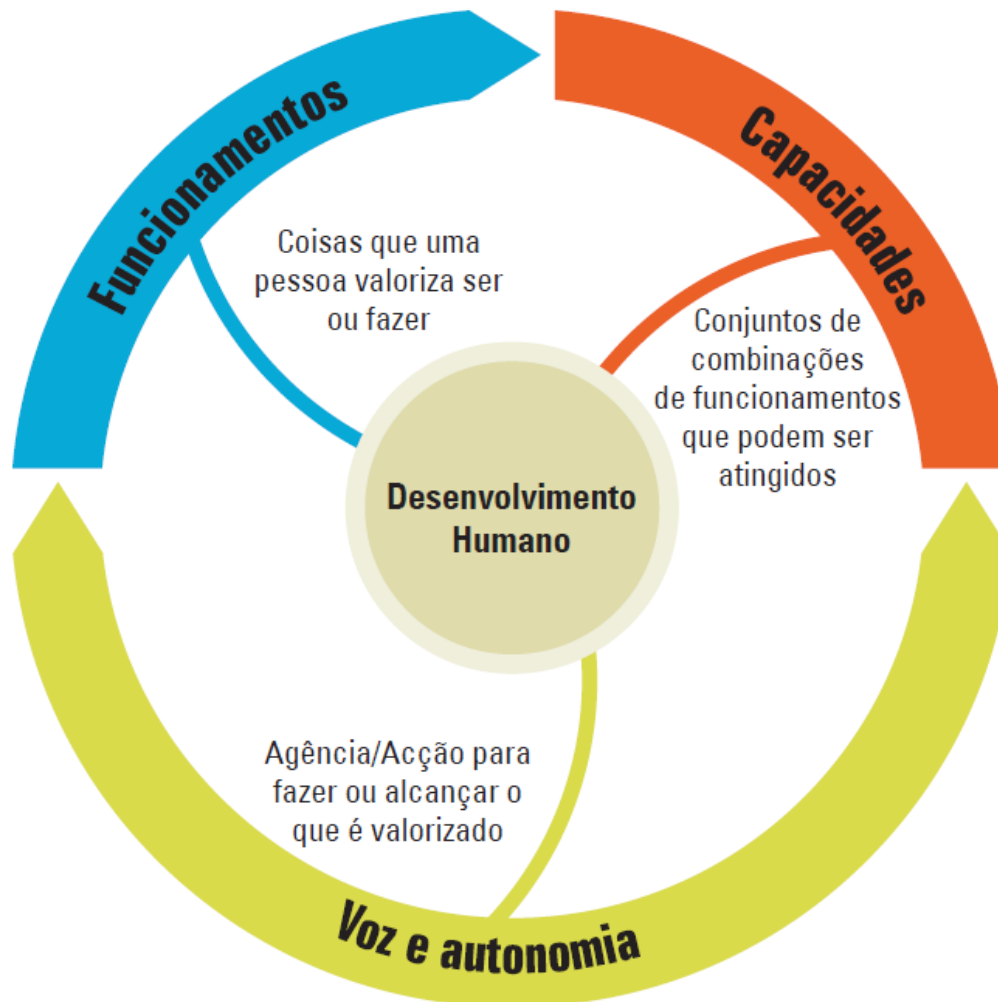 Funcionamentos
Coisas que uma
pessoa valoriza ser
ou fazer
Capacidades
Conjuntos de
combinações
de funcionamentos
que podem ser
atingidos
Desenvolvimento
Humano
Agência/Acção para
fazer ou alcançar o
que é valorizado
Voz e autonomia